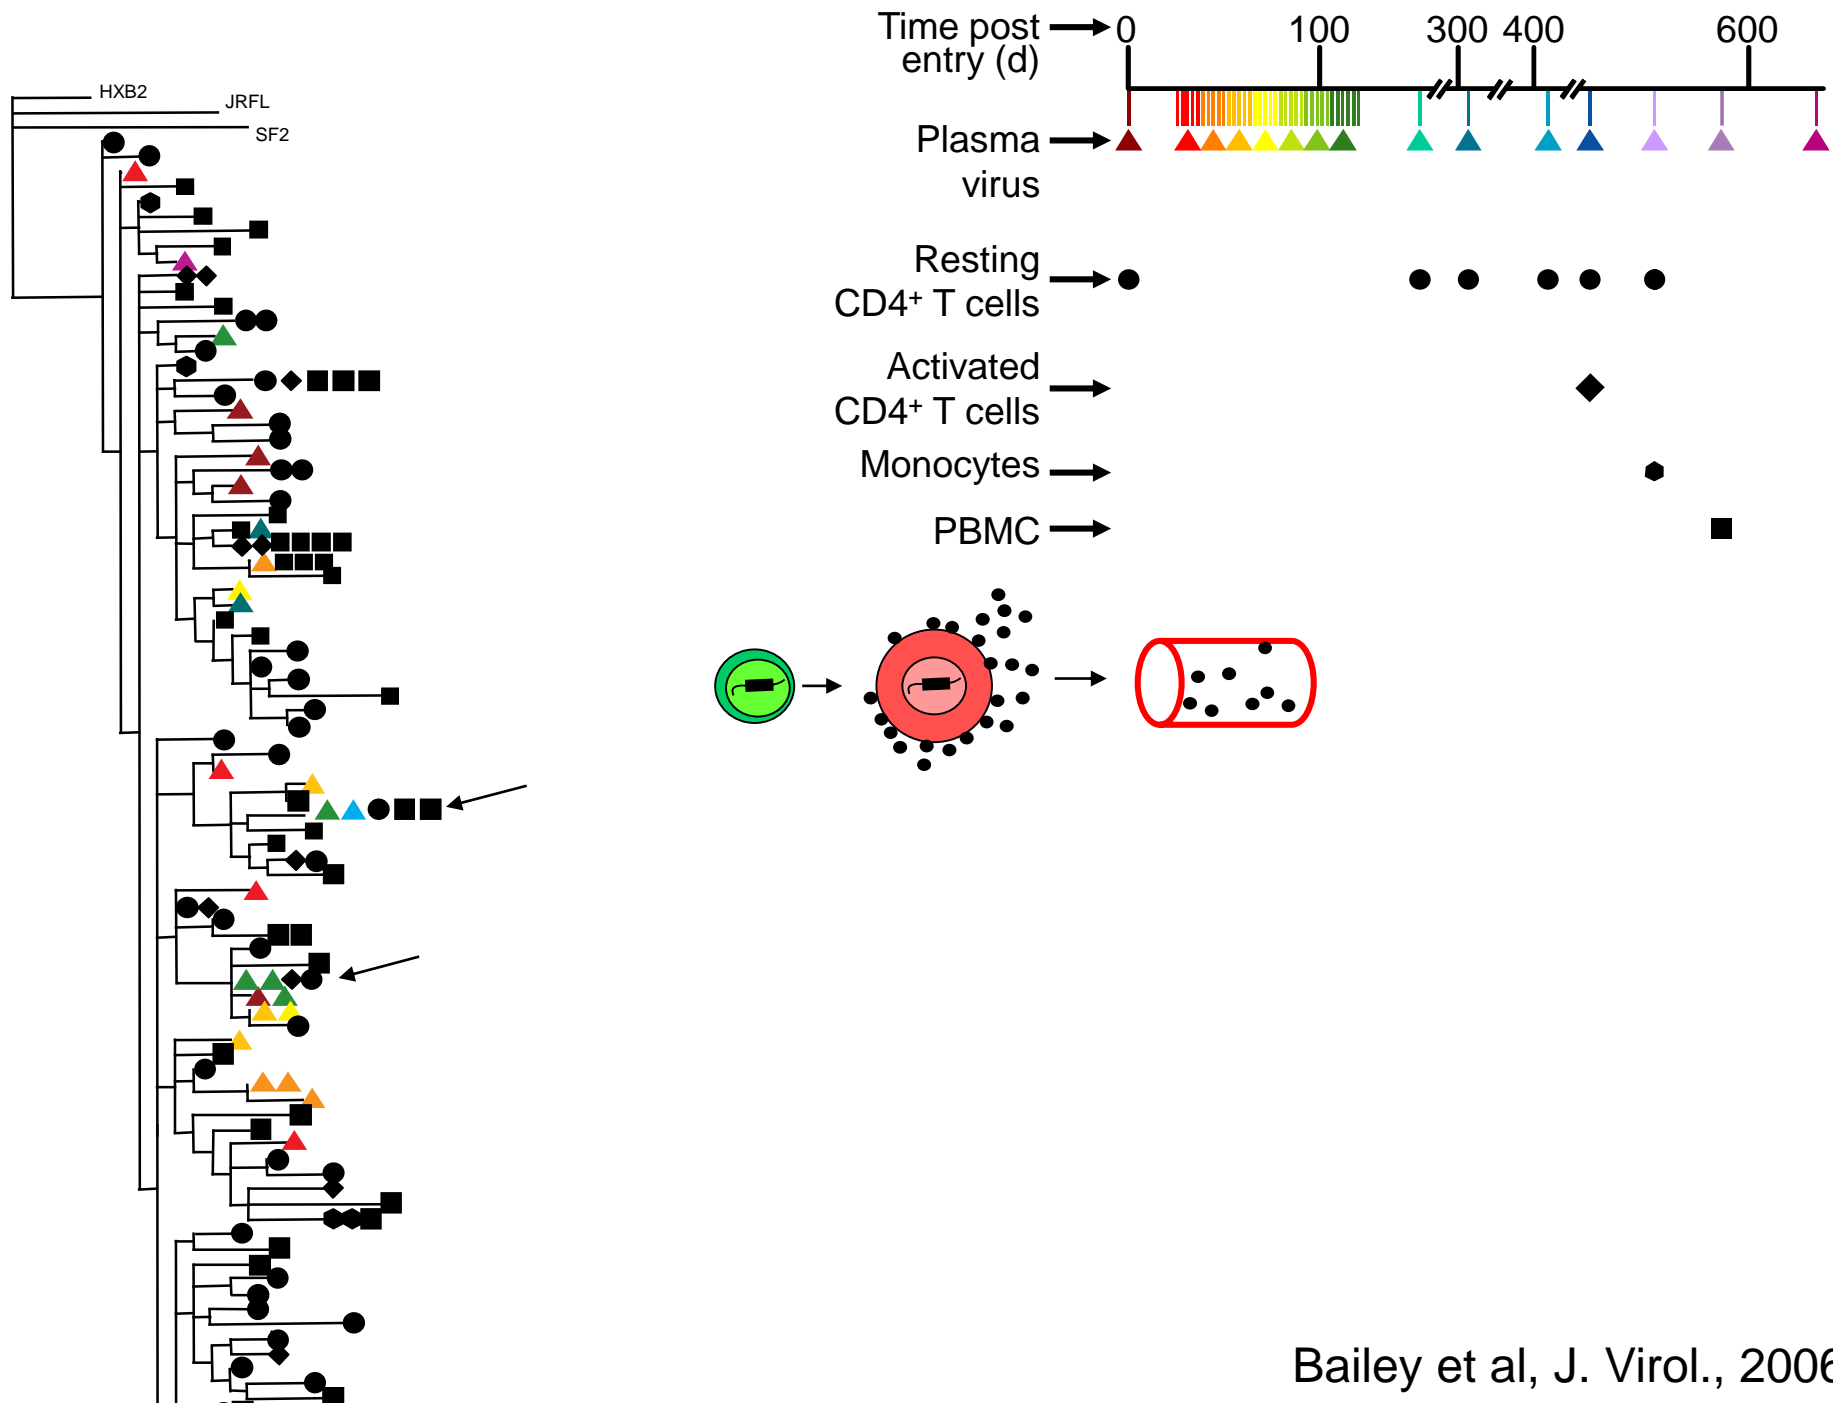 Time post 0 100 300 400 600
entry (d)
HXB2
JRFL
SF2
Plasma
virus
Resting
CD4+ T cells
Activated
CD4+ T cells
Monocytes
PBMC
Bailey et al, J. Virol., 2006